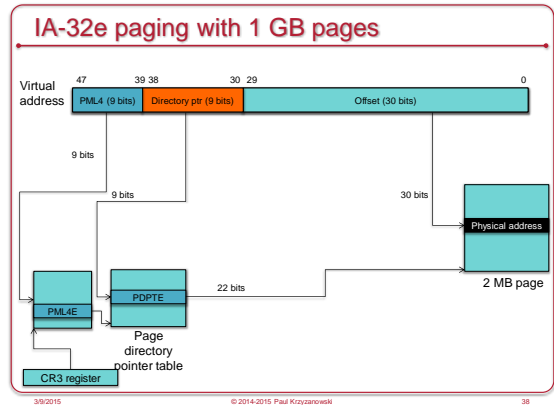 IA-32e paging with 1 GB pages
47 39 38 30 29 0
Virtual
address
PML4 (9 bits) Directory ptr (9 bits) Offset (30 bits)
9 bits
9 bits
30 bits
Physical address
2 MB page
22 bits
PDPTE
PML4E
Page
directory
pointer table
CR3 register
3/9/2015 © 2014-2015 Paul Krzyzanowski 38